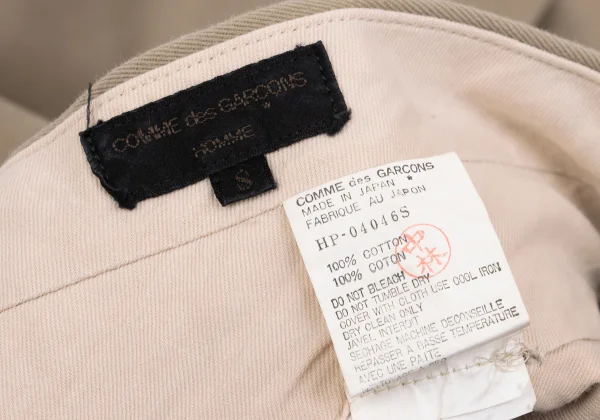 COMME des GARCONS
HOMME
S
COMME des GARCONS
MADE IN JAPAN
FABRIQUE AU JAPON
HP-04046S
100% COTTON
100% COTON
中林
DO NOT BLEACH
DO NOT TUMBLE DRY
COVER WITH CLOTH USE COOL IRON
DRY CLEAN ONLY
JAVEL INTERDIT
SECHAGE MACHINE DECONSEILLE
REPASSER A BASSE TEMPERATURE
AVEC UNE PATTE